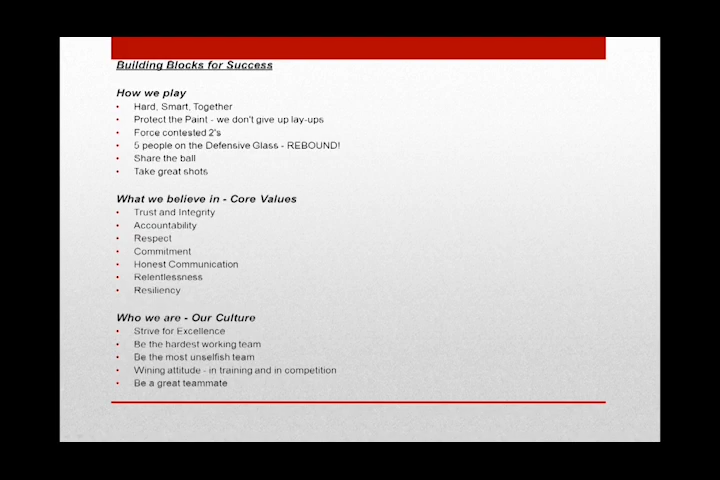 Building Blocks for Success
How we play
• Hard, Smart, Together
• Protect the Paint - we don't give up lay-ups
• Force contested 2's
• 5 people on the Defensive Glass - REBOUND!
• Share the ball
• Take great shots
What we believe in - Core Values
• Trust and Integrity
• Accountability
• Respect
• Commitment
• Honest Communication
• Relentlessness
• Resiliency
Who we are - Our Culture
• Strive for Excellence
• Be the hardest working team
• Be the most unselfish team
• Wining attitude - in training and in competition
• Be a great teammate